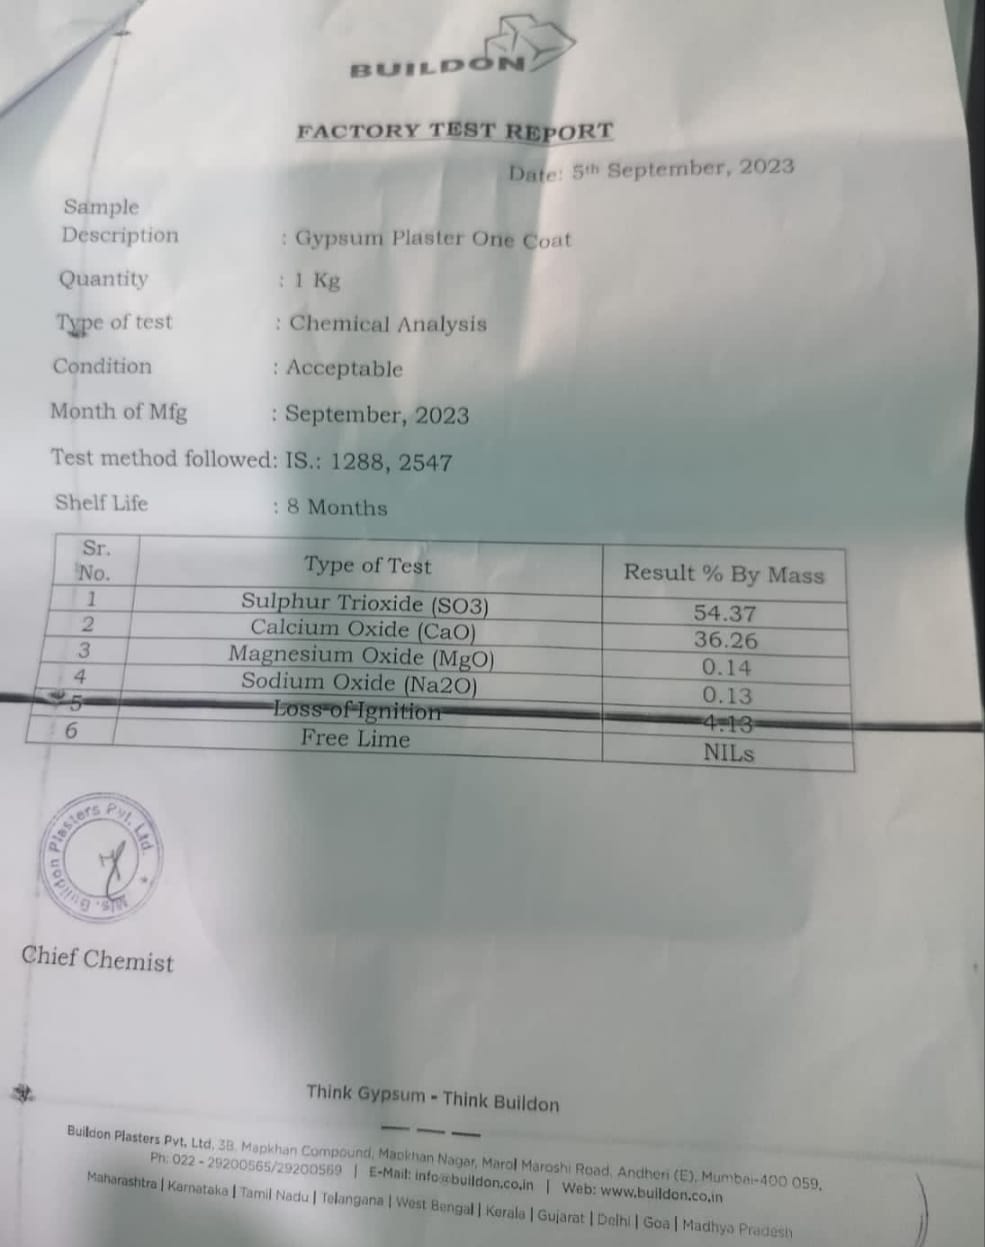 BUILDON
FACTORY TEST REPORT
Date: 5th September, 2023
Sample
Description : Gypsum Plaster One Coat
Quantity : 1 Kg
Type of test : Chemical Analysis
Condition : Acceptable
Month of Mfg : September, 2023
Test method followed: IS.: 1288, 2547
Shelf Life : 8 Months
Sr. No. Type of Test Result % By Mass
1 Sulphur Trioxide (SO3) 54.37
2 Calcium Oxide (CaO) 36.26
3 Magnesium Oxide (MgO) 0.14
4 Sodium Oxide (Na2O) 0.13
5 Loss of Ignition 4.13
6 Free Lime NILs
M/s. Buildon Plasters Pvt. Ltd.
Chief Chemist
Think Gypsum - Think Buildon
Buildon Plasters Pvt. Ltd, 3B, Mapkhan Compound, Mapkhan Nagar, Marol Maroshi Road, Andheri (E), Mumbai-400 059.
Ph: 022 - 29200565/29200569 | E-Mail: info@buildon.co.in | Web: www.buildon.co.in
Maharashtra | Karnataka | Tamil Nadu | Telangana | West Bengal | Kerala | Gujarat | Delhi | Goa | Madhya Pradesh